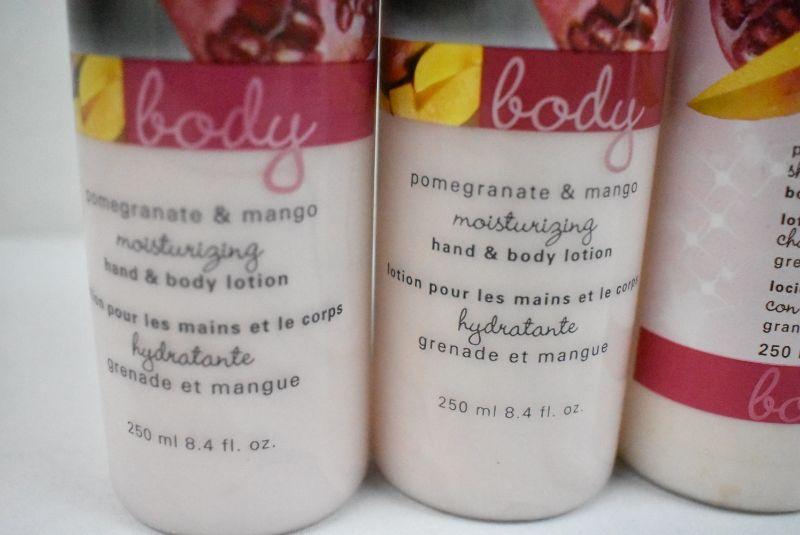 body
pomegranate & mango
moisturizing
hand & body lotion
pour les mains et le corps
hydratante
grenade et mangue
250 ml 8.4 fl. oz.
body
pomegranate & mango
moisturizing
hand & body lotion
lotion pour les mains et le corps
hydratante
grenade et mangue
250 ml 8.4 fl. oz.
con
250